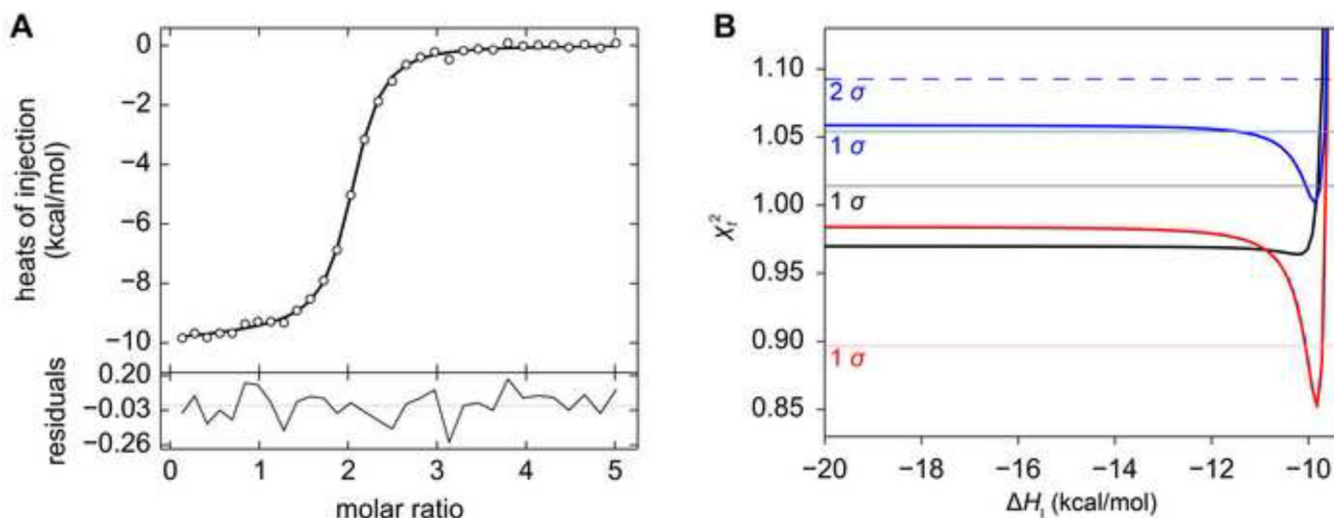 A
heats of injection
(kcal/mol)
0
−2
−4
−6
−8
−10
residuals
0.20
−0.03
−0.26
0 1 2 3 4 5
molar ratio
B
χᵣ²
1.10
1.05
1.00
0.95
0.90
0.85
2 σ
1 σ
1 σ
1 σ
−20 −18 −16 −14 −12 −10
ΔHᵢ (kcal/mol)